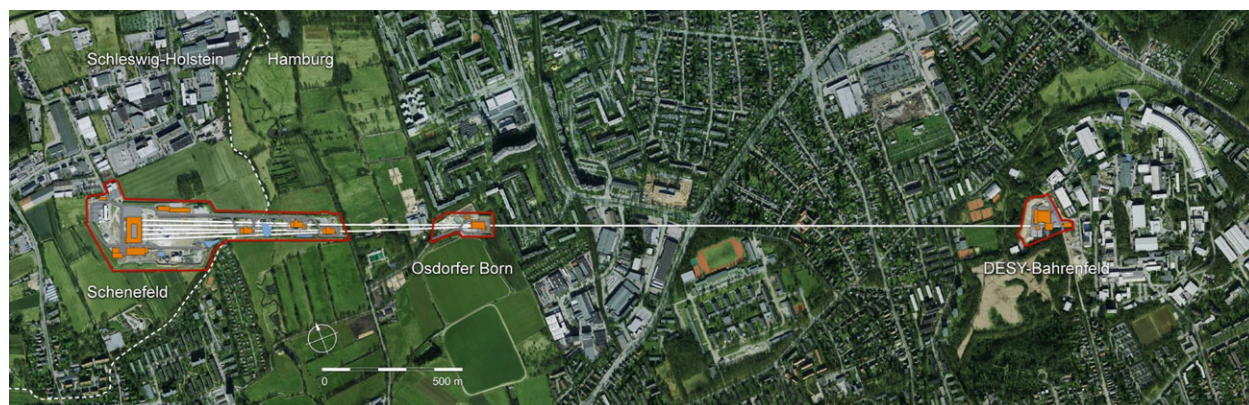 Schleswig-Holstein
Hamburg
Schenefeld
Osdorfer Born
DESY-Bahrenfeld
0
500 m